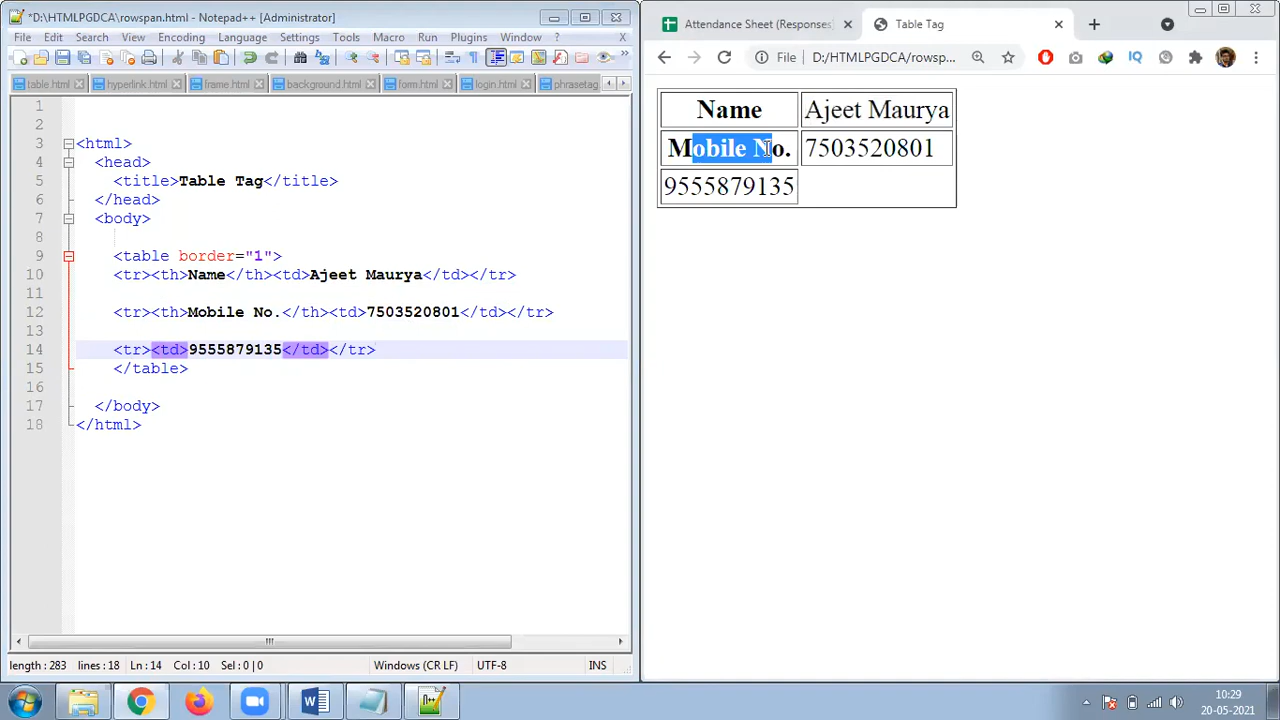 *D:\HTMLPGDCA\rowspan.html - Notepad++ [Administrator]
File Edit Search View Encoding Language Settings Tools Macro Run Plugins Window ? X
table.html hyperlink.html frame.html background.html form.html login.html phrasetag
1
2
3 <html>
4 <head>
5 <title>Table Tag</title>
6 </head>
7 <body>
8
9 <table border="1">
10 <tr><th>Name</th><td>Ajeet Maurya</td></tr>
11
12 <tr><th>Mobile No.</th><td>7503520801</td></tr>
13
14 <tr><td>9555879135</td></tr>
15 </table>
16
17 </body>
18 </html>
length : 283 lines : 18 Ln : 14 Col : 10 Sel : 0 | 0 Windows (CR LF) UTF-8 INS
Attendance Sheet (Responses) Table Tag
File D:/HTMLPGDCA/rowsp...
Name Ajeet Maurya
Mobile No. 7503520801
9555879135
10:29
20-05-2021